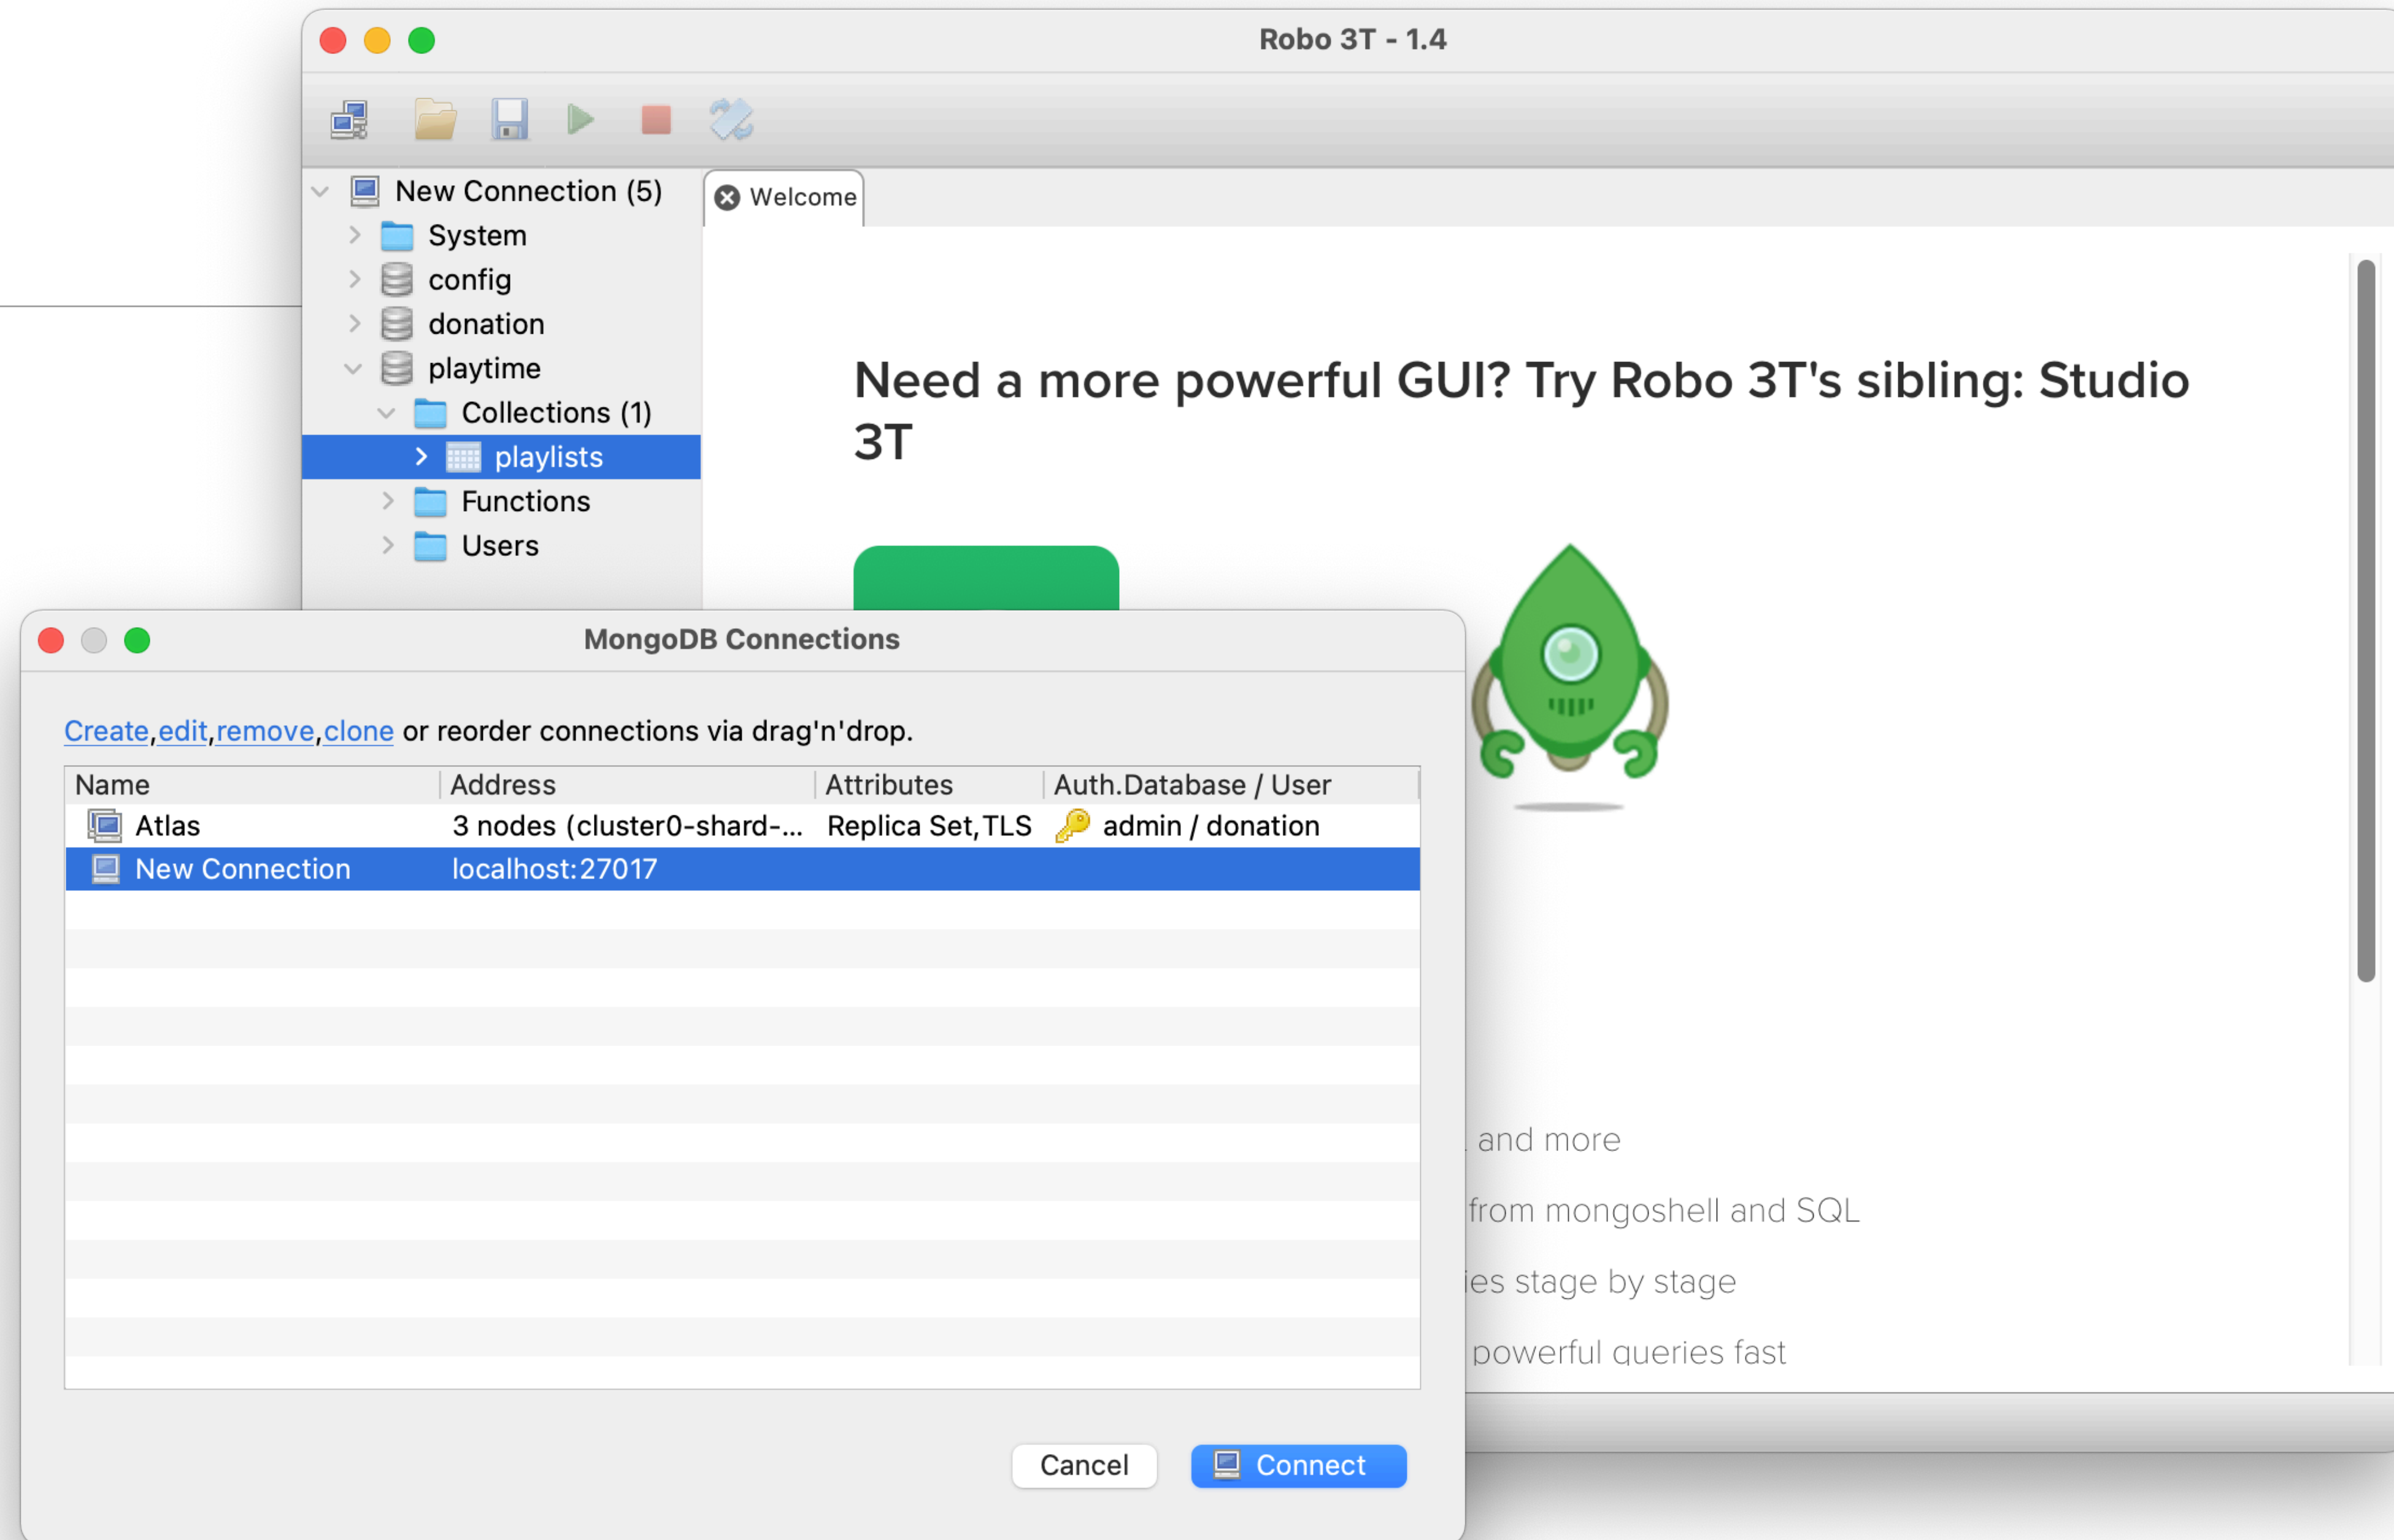 Robo 3T - 1.4
New Connection (5)
System
config
donation
playtime
Collections (1)
playlists
Functions
Users
Welcome
Need a more powerful GUI? Try Robo 3T's sibling: Studio
3T
and more
from mongoshell and SQL
stage by stage
powerful queries fast
MongoDB Connections
Create,edit,remove,clone or reorder connections via drag'n'drop.
Name Address Attributes Auth.Database / User
Atlas 3 nodes (cluster0-shard-... Replica Set,TLS admin / donation
New Connection localhost:27017
Cancel Connect